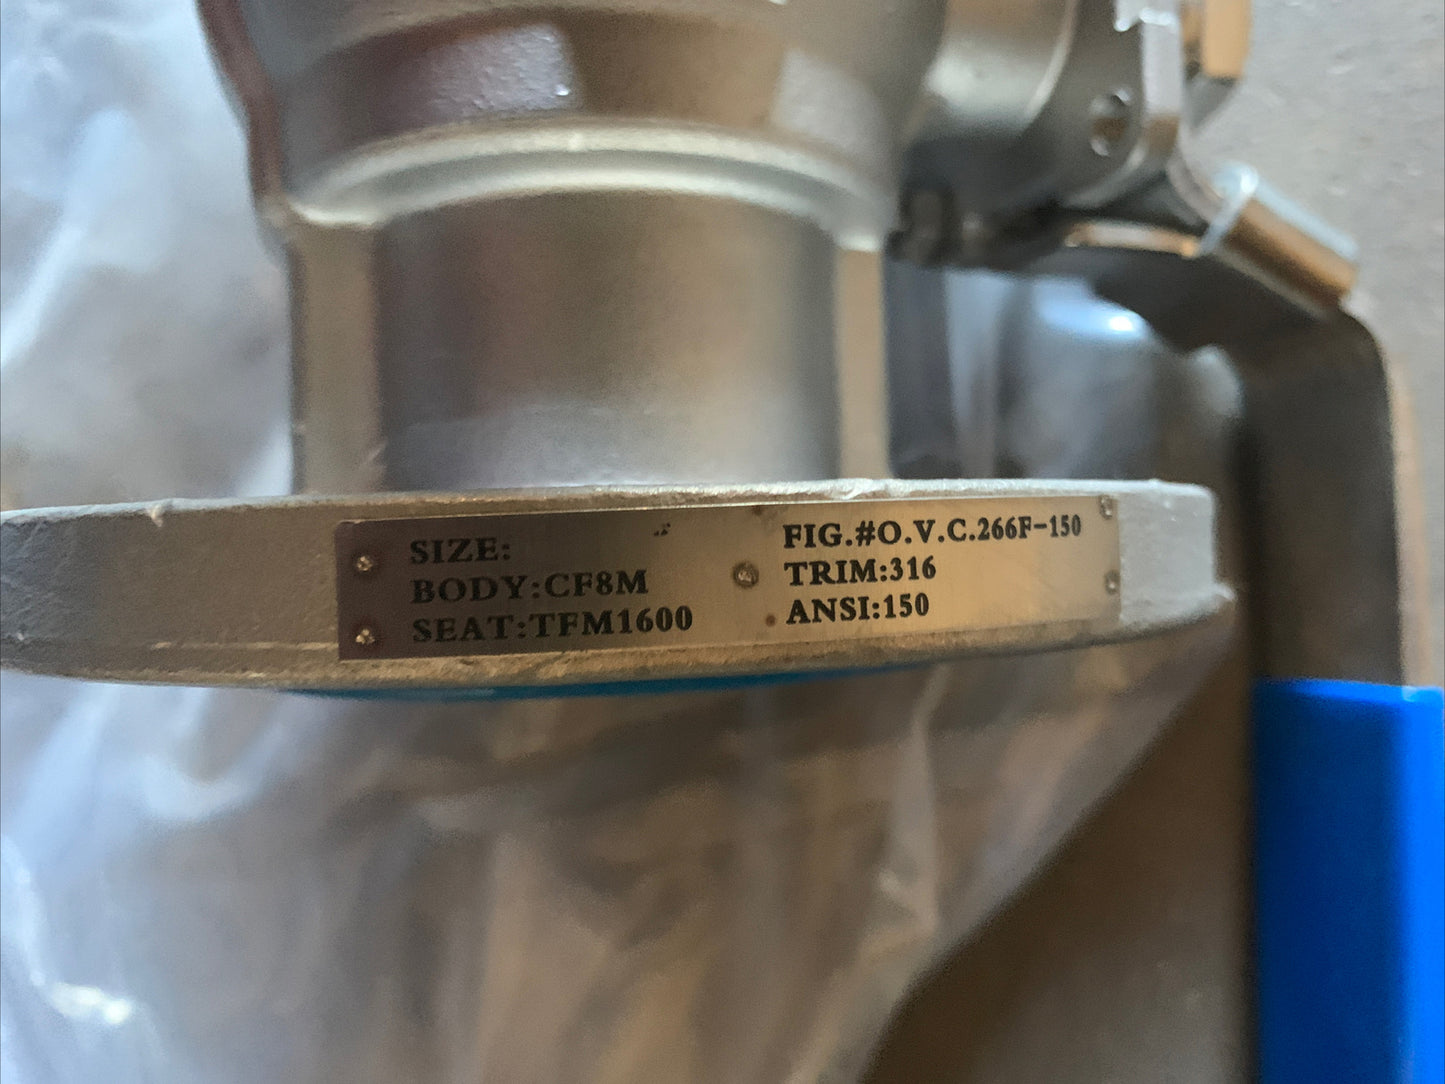 SIZE:
BODY:CF8M
SEAT:TFM1600
FIG.#O.V.C.266F-150
TRIM:316
ANSI:150